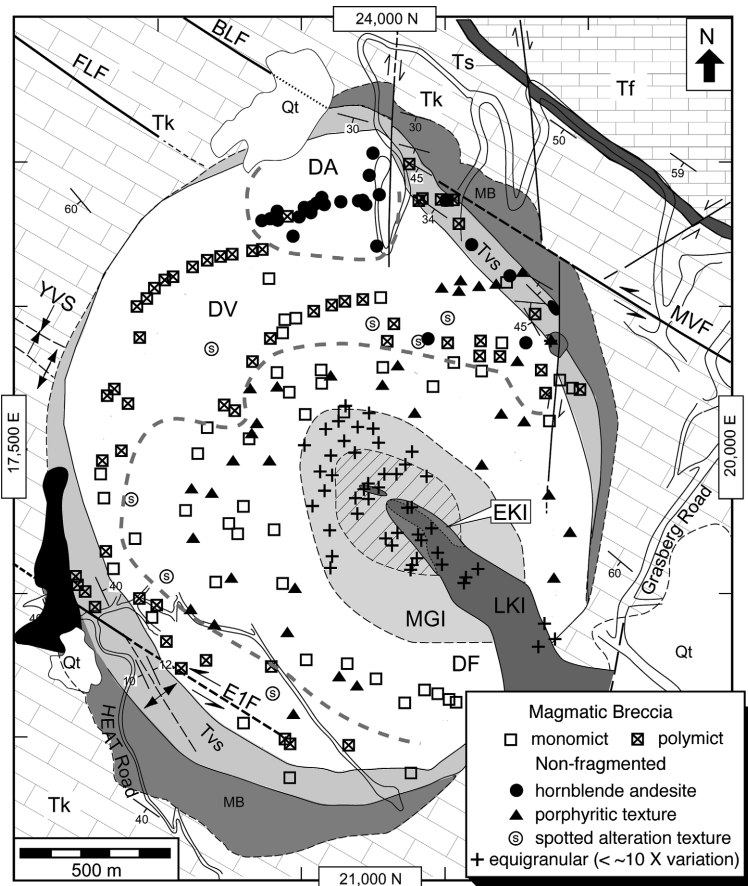 24,000 N
BLF
N
FLF
Ts
Tk
Tf
Qt
Tk
30
30
50
DA
45
59
MB
60
34
Tvs
YVS
DV
S
S
S
S
45
MVF
17,500 E
20,000 E
S
EKI
Grasberg Road
S
60
40
LKI
MGI
Qt
Qt
12
DF
10
E1F
S
HEAT Road
Tvs
MB
Tk
40
500 m
21,000 N
Magmatic Breccia
monomict polymict
Non-fragmented
hornblende andesite
porphyritic texture
S spotted alteration texture
+ equigranular (< ~10 X variation)